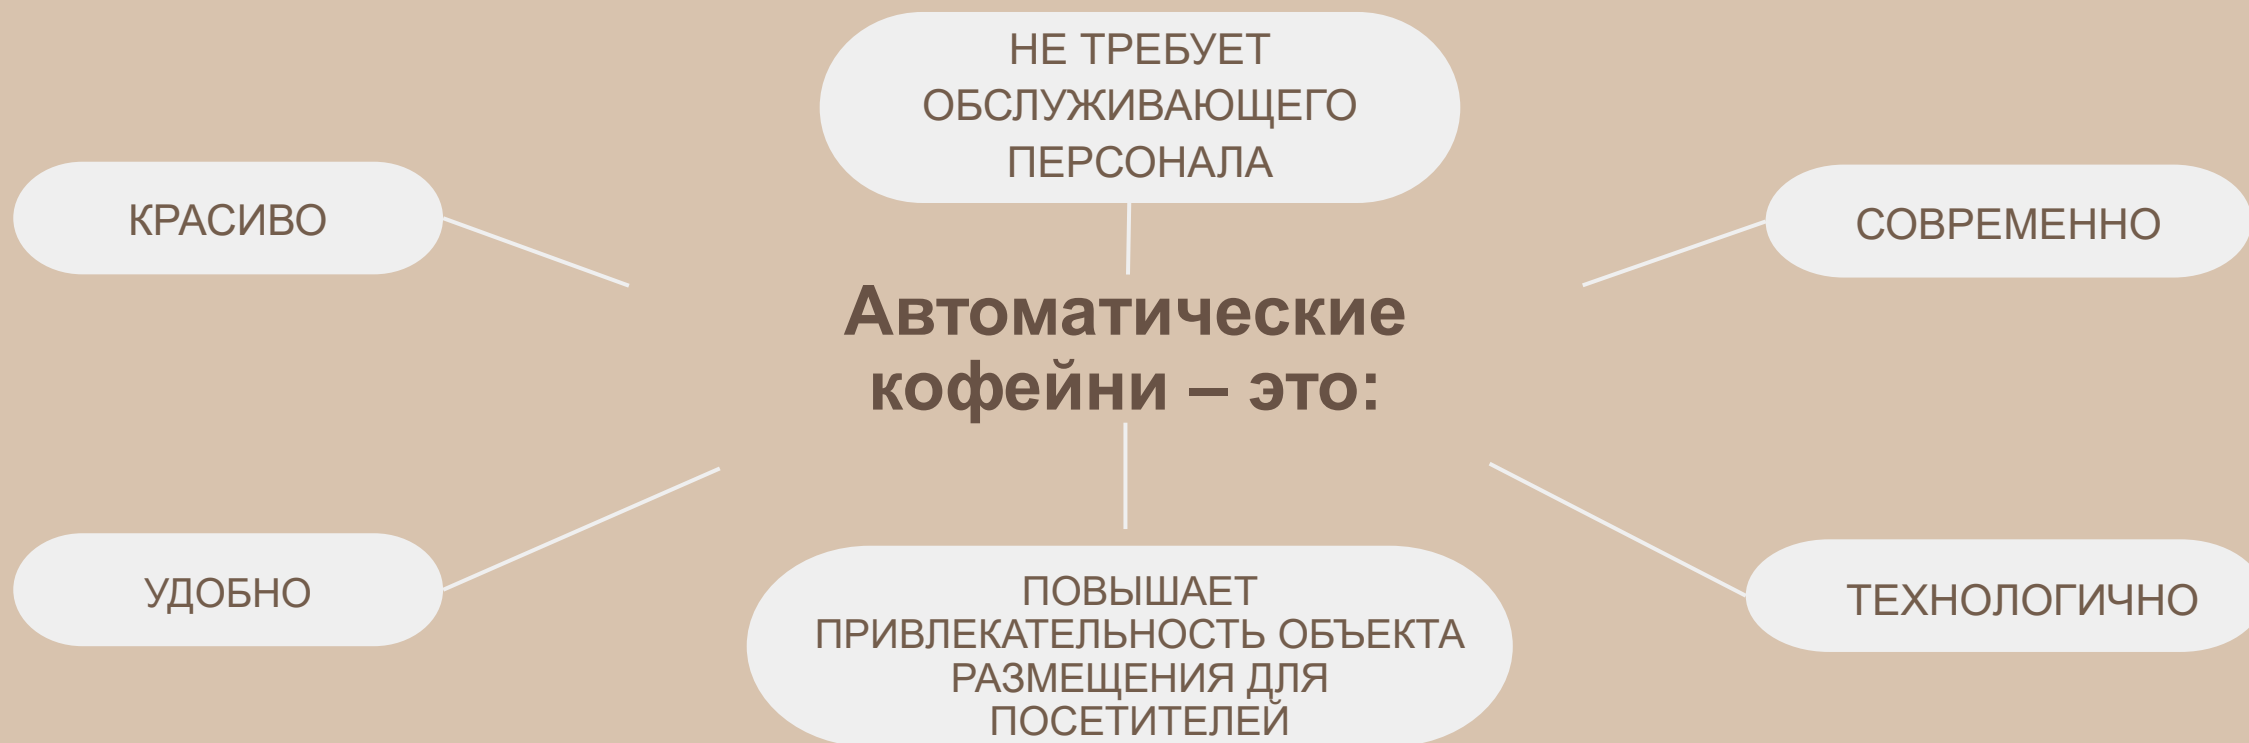 НЕ ТРЕБУЕТ
ОБСЛУЖИВАЮЩЕГО
ПЕРСОНАЛА
КРАСИВО
СОВРЕМЕННО
Автоматические
кофейни – это:
УДОБНО
ТЕХНОЛОГИЧНО
ПОВЫШАЕТ
ПРИВЛЕКАТЕЛЬНОСТЬ ОБЪЕКТА
РАЗМЕЩЕНИЯ ДЛЯ
ПОСЕТИТЕЛЕЙ